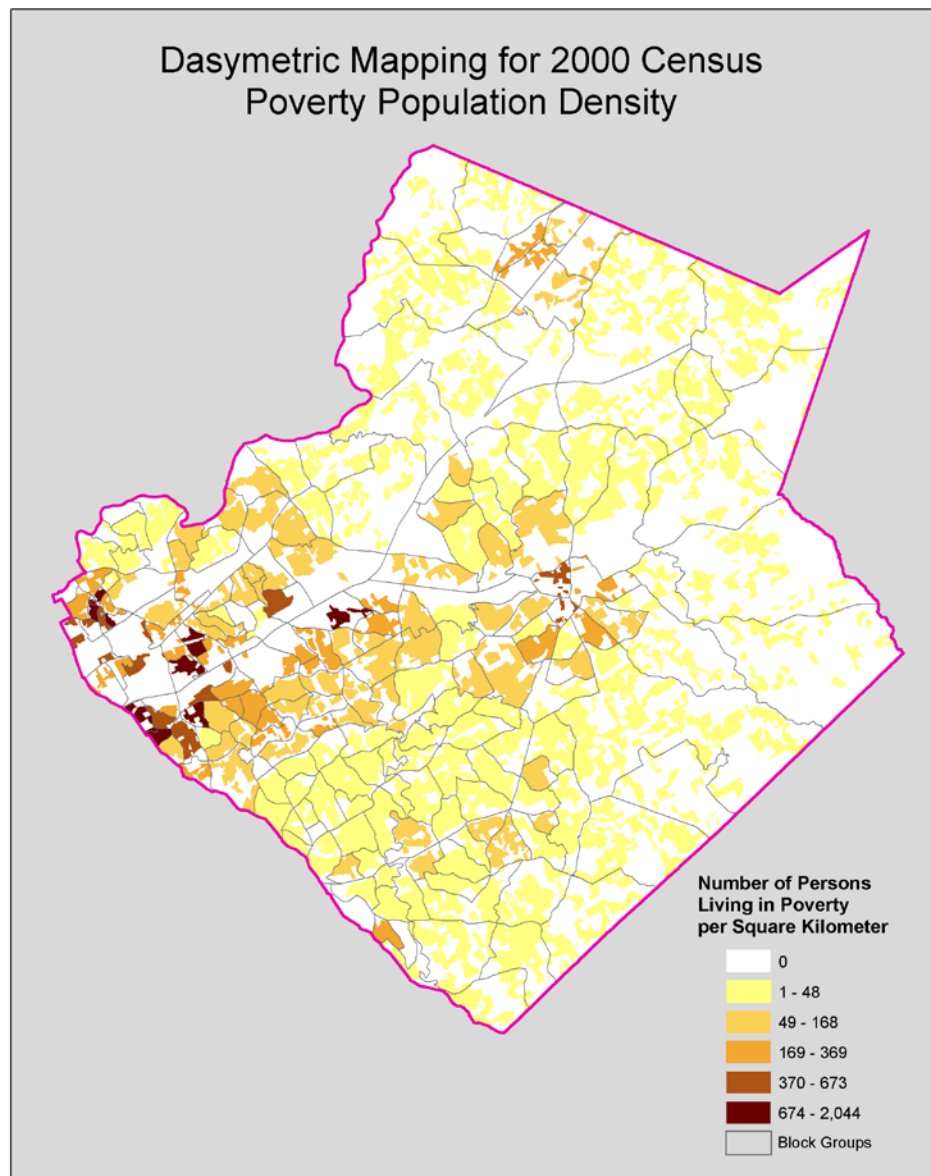 Dasymetric Mapping for 2000 Census
Poverty Population Density
Number of Persons
Living in Poverty
per Square Kilometer
0
1 - 48
49 - 168
169 - 369
370 - 673
674 - 2,044
Block Groups